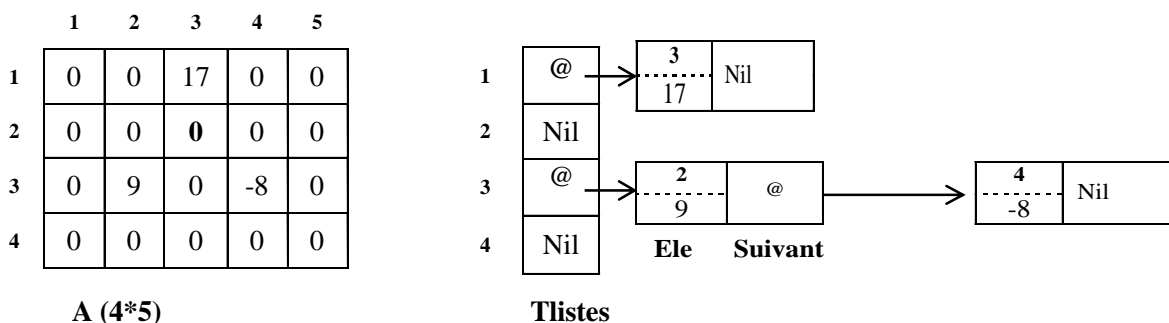 1 2 3 4 5
1 0 0 17 0 0
2 0 0 0 0 0
3 0 9 0 -8 0
4 0 0 0 0 0
A (4*5)
1 @ 3 17 Nil
2 Nil
3 @ 2 9 @ 4 -8 Nil
4 Nil
Ele Suivant
Tlistes